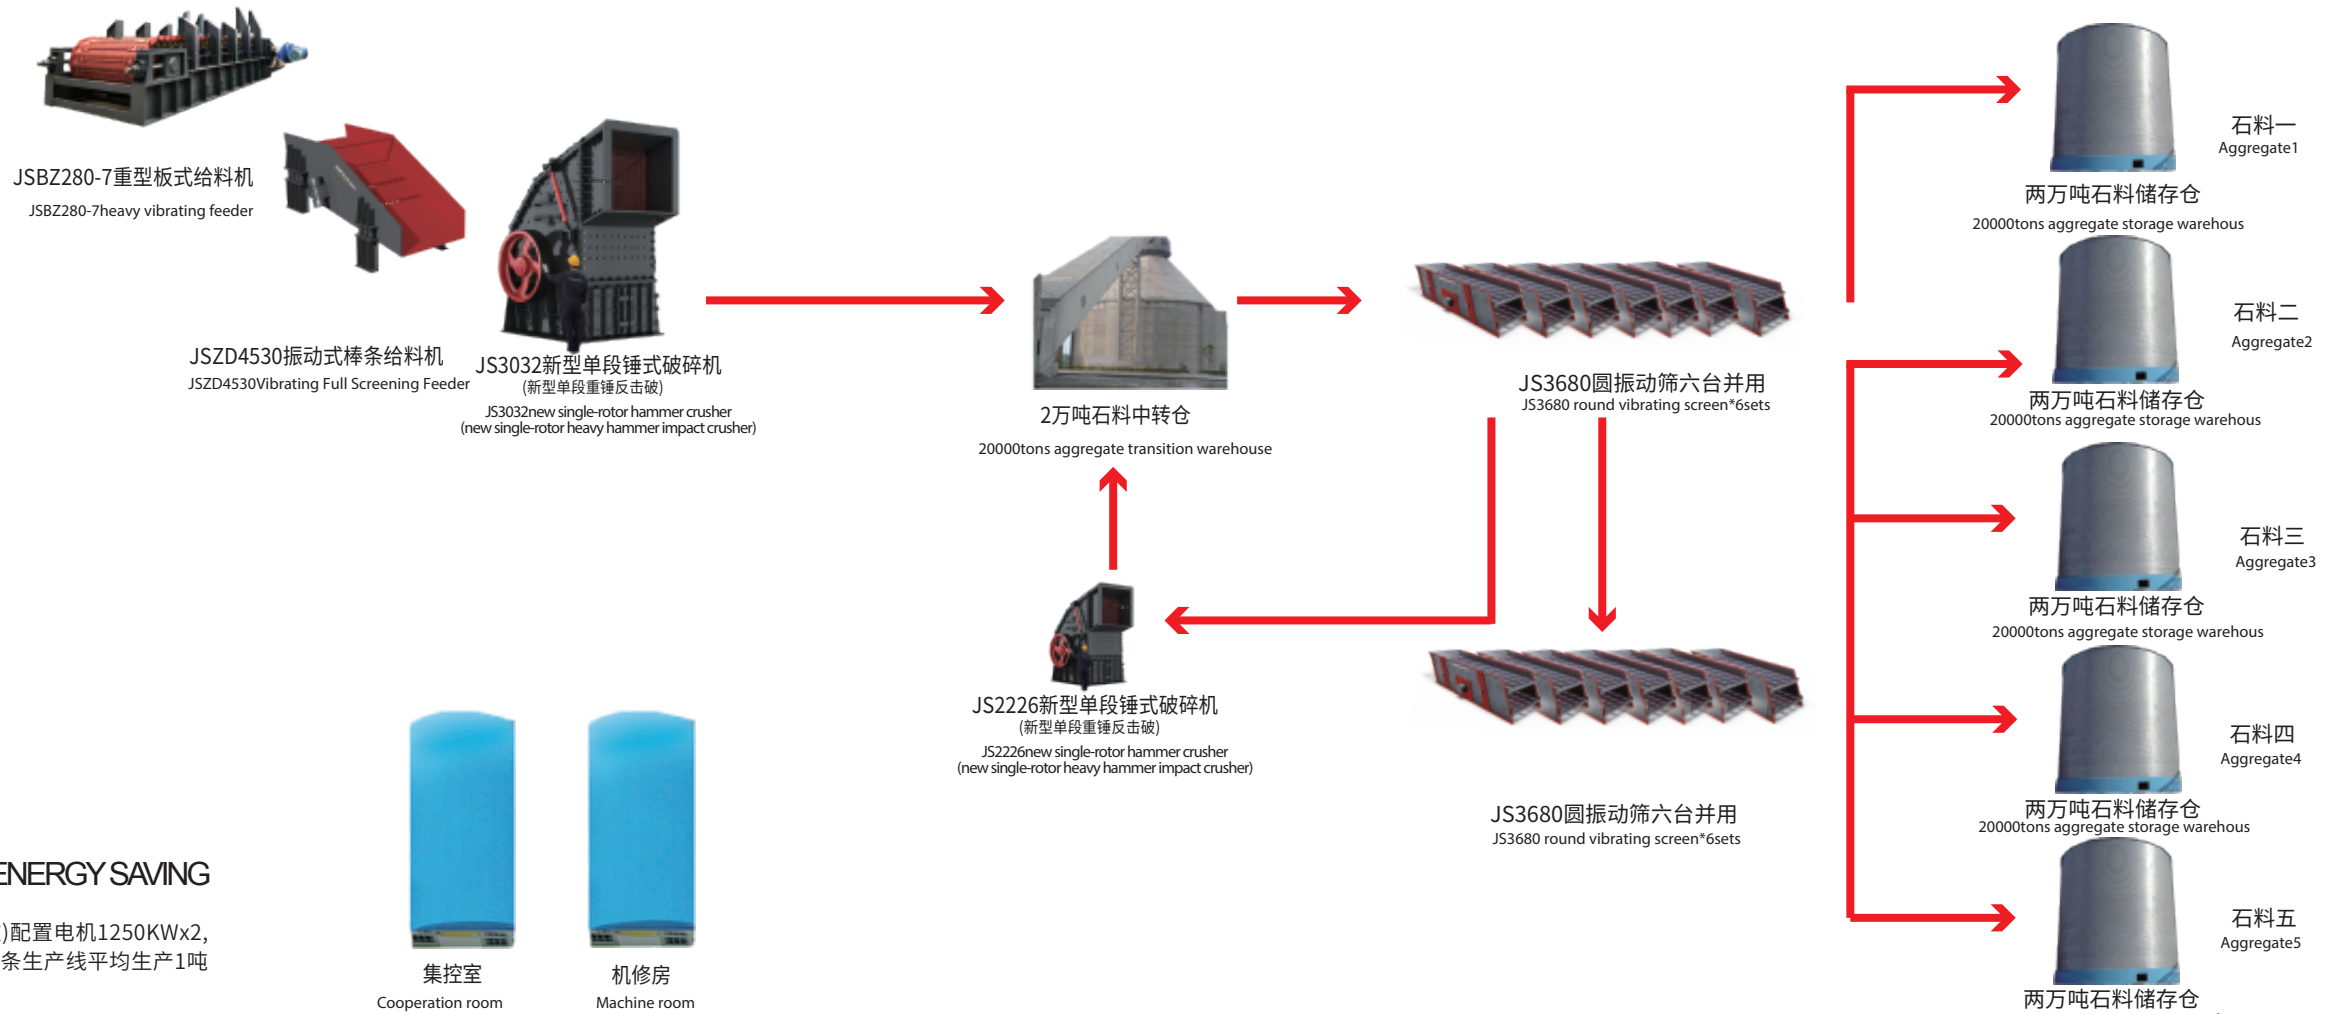 JSBZ280-7重型板式给料机
JSBZ280-7heavy vibrating feeder
JSZD4530振动式棒条给料机
JSZD4530Vibrating Full Screening Feeder
JS3032新型单段锤式破碎机
(新型单段重锤反击破)
JS3032new single-rotor hammer crusher
(new single-rotor heavy hammer impact crusher)
2万吨石料中转仓
20000tons aggregate transition warehouse
JS3680圆振动筛六台并用
JS3680 round vibrating screen*6sets
JS2226新型单段锤式破碎机
(新型单段重锤反击破)
JS2226new single-rotor hammer crusher
(new single-rotor heavy hammer impact crusher)
JS3680圆振动筛六台并用
JS3680 round vibrating screen*6sets
石料一
Aggregate1
两万吨石料储存仓
20000tons aggregate storage warehous
石料二
Aggregate2
两万吨石料储存仓
20000tons aggregate storage warehous
石料三
Aggregate3
两万吨石料储存仓
20000tons aggregate storage warehous
石料四
Aggregate4
两万吨石料储存仓
20000tons aggregate storage warehous
石料五
Aggregate5
两万吨石料储存仓
ENERGY SAVING
)配置电机1250KWx2,
条生产线平均生产1吨
集控室
Cooperation room
机修房
Machine room